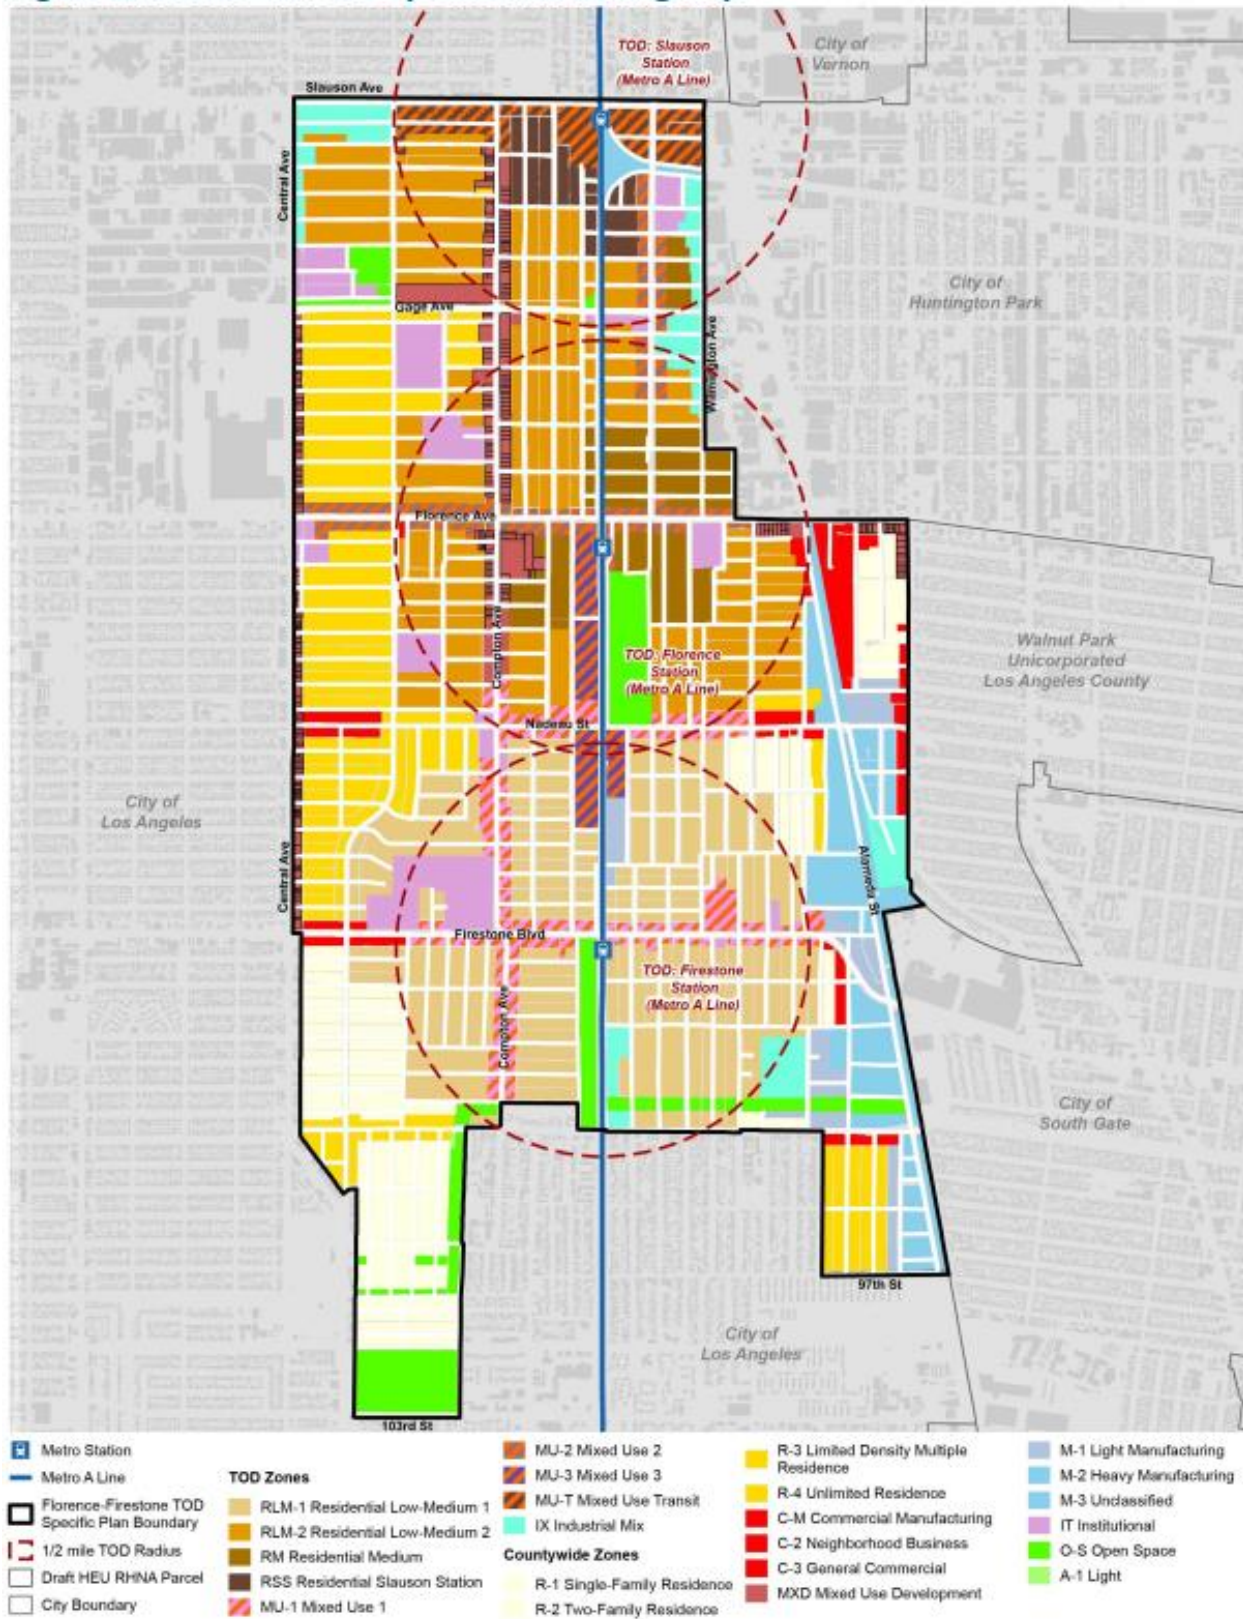 TOD: Slauson
Station
(Metro A Line)
City of
Vernon
Slauson Ave
Central Ave
City of
Huntington Park
Gage Ave
Wilmington Ave
Florence Ave
Compton Ave
Walnut Park
Unicorporated
Los Angeles County
TOD: Florence
Station
(Metro A Line)
Nadeau St
City of
Los Angeles
Central Ave
Alameda St
Firestone Blvd
TOD: Firestone
Station
(Metro A Line)
Compton Ave
City of
South Gate
97th St
City of
Los Angeles
103rd St
Metro Station
Metro A Line
Florence-Firestone TOD
Specific Plan Boundary
1/2 mile TOD Radius
Draft HEU RHNA Parcel
City Boundary
TOD Zones
RLM-1 Residential Low-Medium 1
RLM-2 Residential Low-Medium 2
RM Residential Medium
RSS Residential Slauson Station
MU-1 Mixed Use 1
MU-2 Mixed Use 2
MU-3 Mixed Use 3
MU-T Mixed Use Transit
IX Industrial Mix
Countywide Zones
R-1 Single-Family Residence
R-2 Two-Family Residence
R-3 Limited Density Multiple
Residence
R-4 Unlimited Residence
C-M Commercial Manufacturing
C-2 Neighborhood Business
C-3 General Commercial
MXD Mixed Use Development
M-1 Light Manufacturing
M-2 Heavy Manufacturing
M-3 Unclassified
IT Institutional
O-S Open Space
A-1 Light